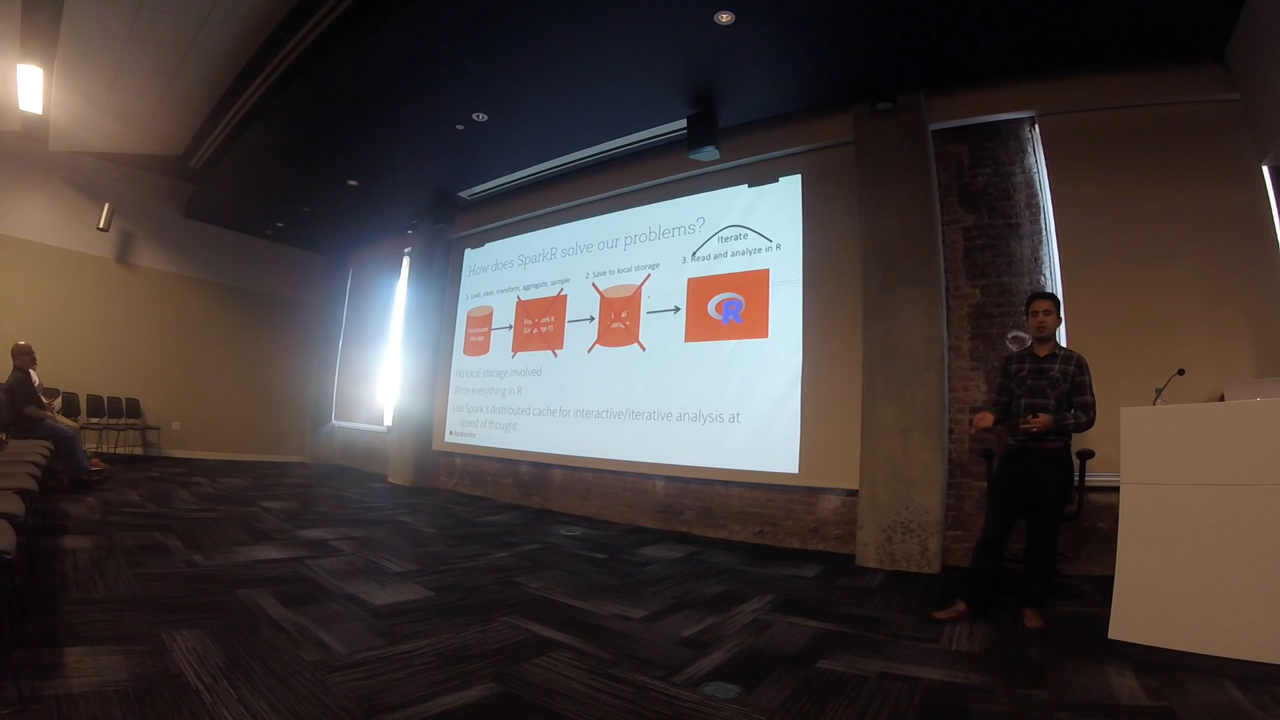 How does SparkR solve our problems?
Iterate
1. Load, clean, transform, aggregate, sample
2. Save to local storage
3. Read and analyze in R
Storage
R
No local storage involved
Write everything in R
Use Spark's distributed cache for interactive/iterative analysis at
speed of thought
databricks